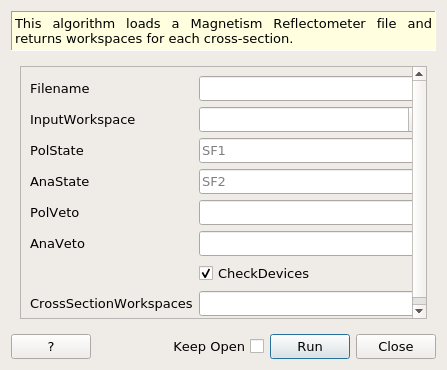 This algorithm loads a Magnetism Reflectometer file and
returns workspaces for each cross-section.
Filename
InputWorkspace
PolState SF1
AnaState SF2
PolVeto
AnaVeto
CheckDevices
CrossSectionWorkspaces
? Keep Open Run Close